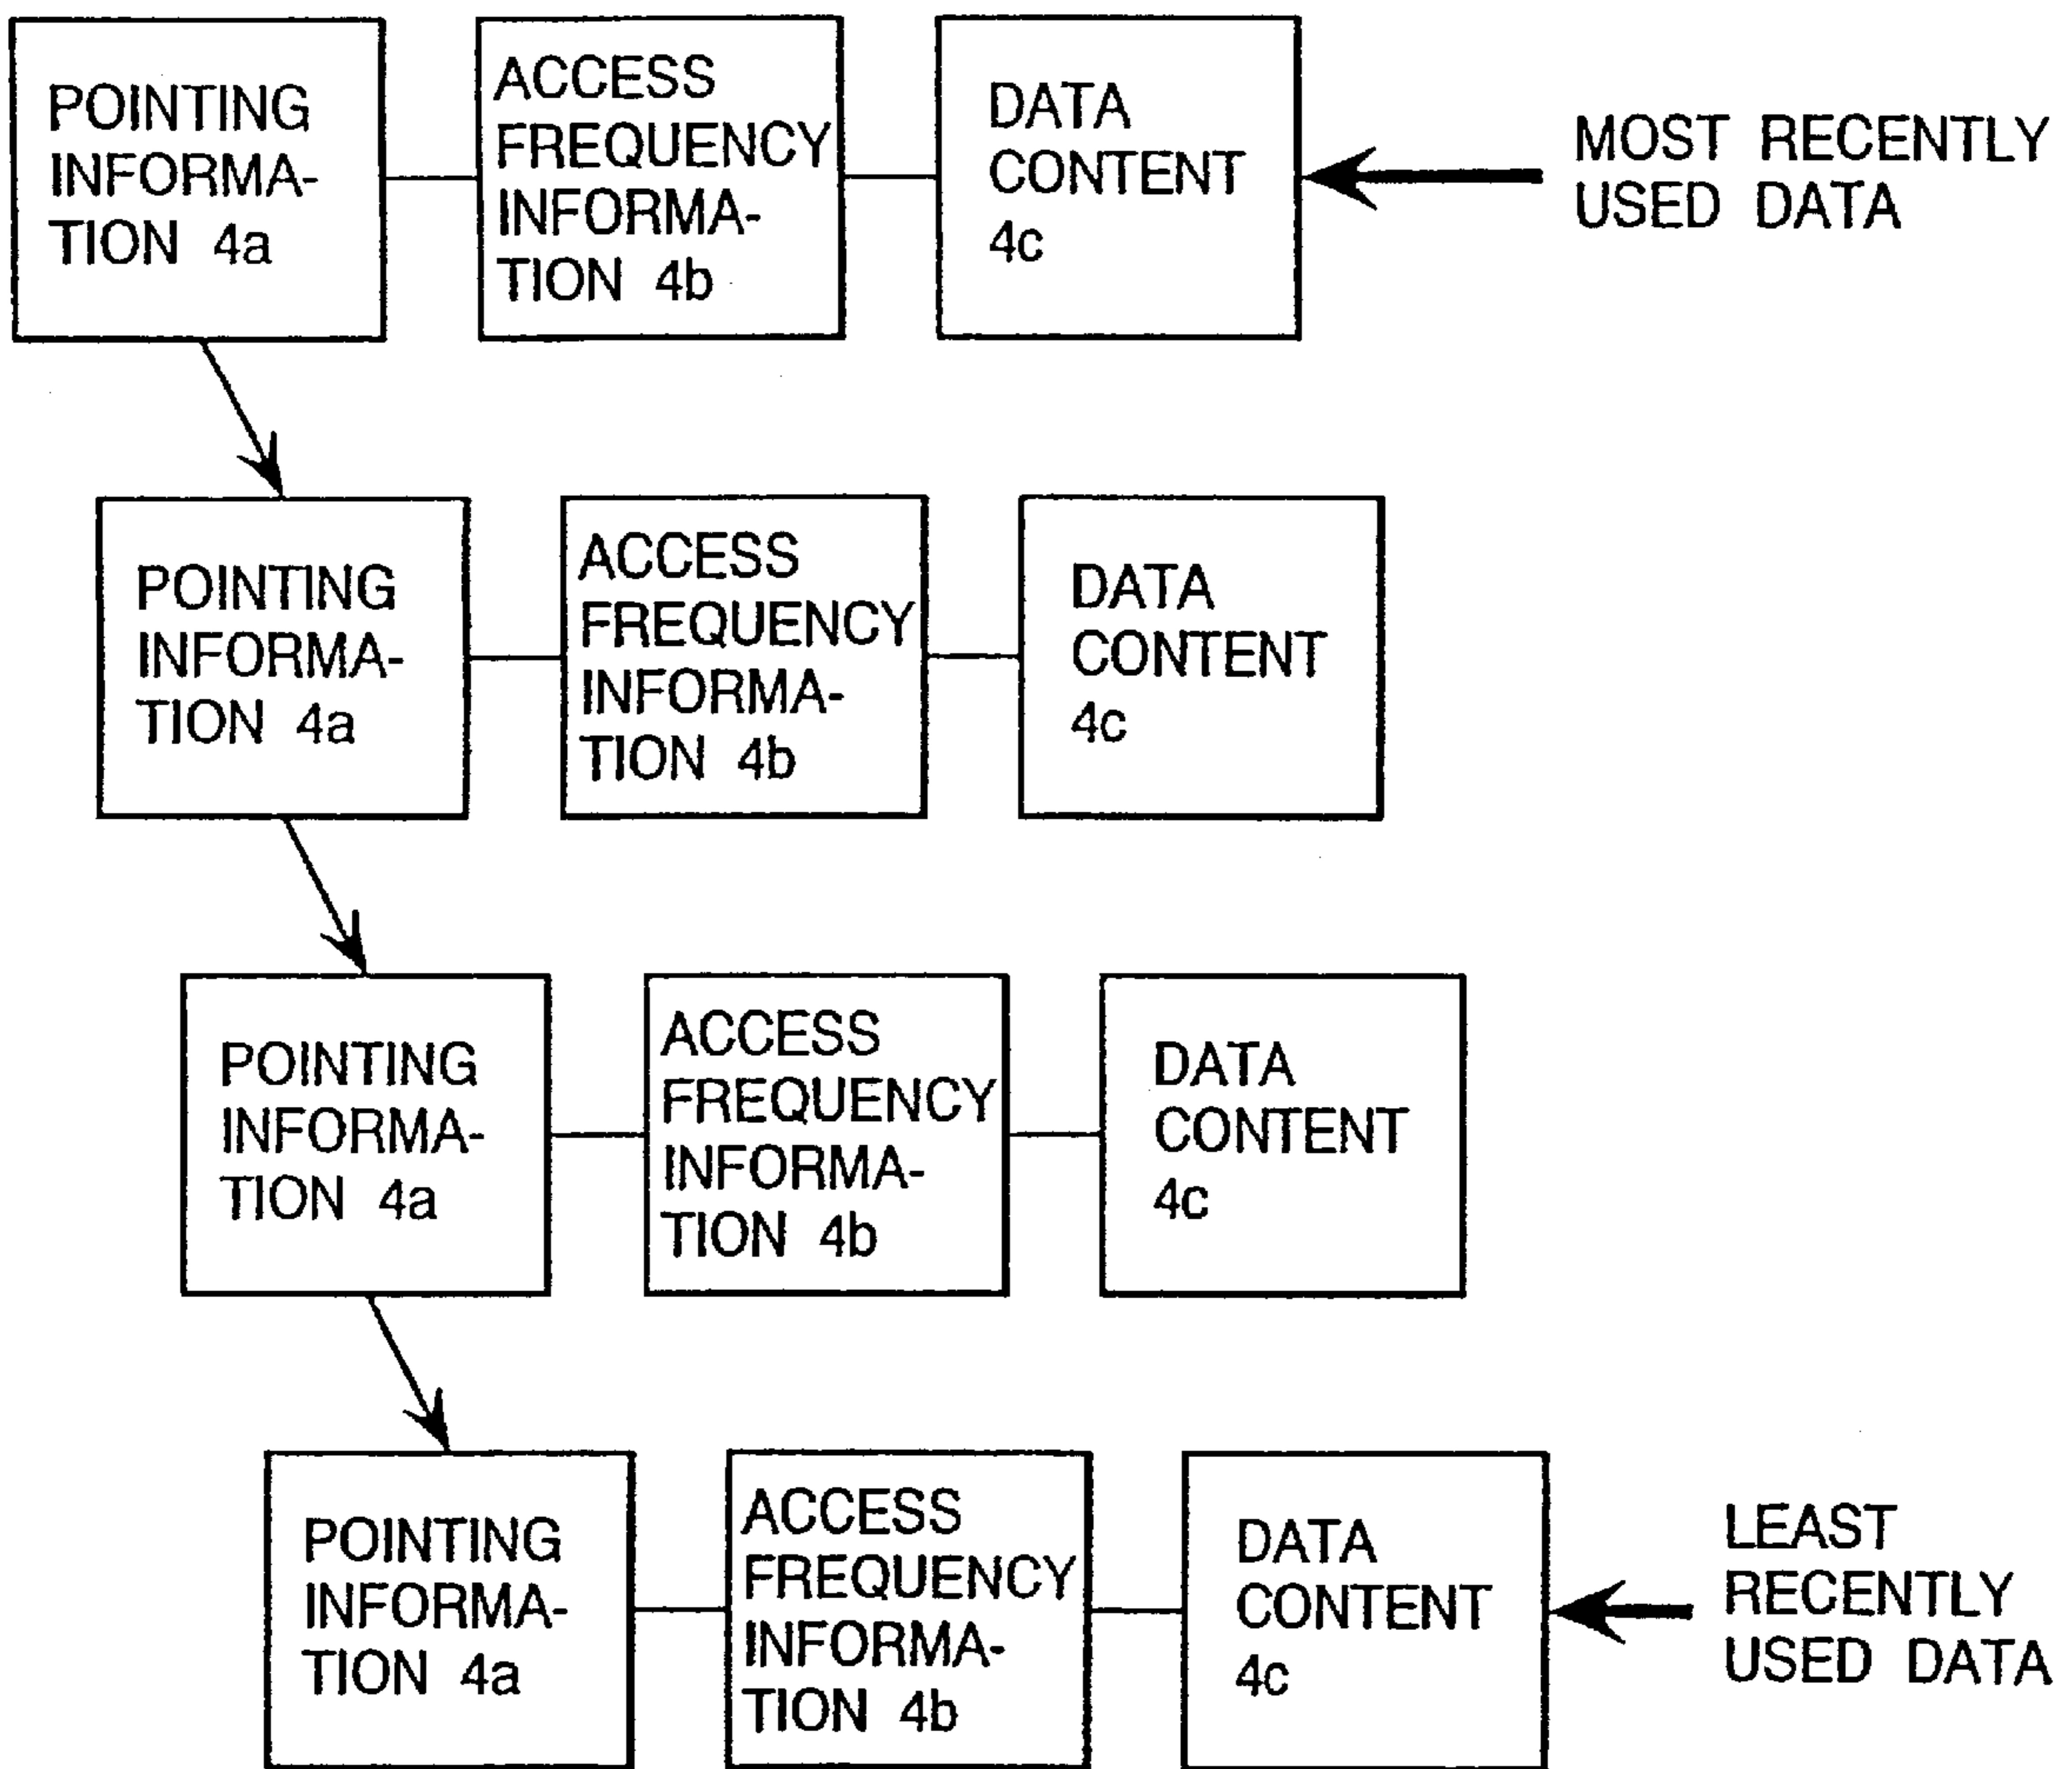 POINTING
INFORMA-
TION 4a
ACCESS
FREQUENCY
INFORMA-
TION 4b
DATA
CONTENT
4c
MOST RECENTLY
USED DATA
POINTING
INFORMA-
TION 4a
ACCESS
FREQUENCY
INFORMA-
TION 4b
DATA
CONTENT
4c
POINTING
INFORMA-
TION 4a
ACCESS
FREQUENCY
INFORMA-
TION 4b
DATA
CONTENT
4c
POINTING
INFORMA-
TION 4a
ACCESS
FREQUENCY
INFORMA-
TION 4b
DATA
CONTENT
4c
LEAST
RECENTLY
USED DATA